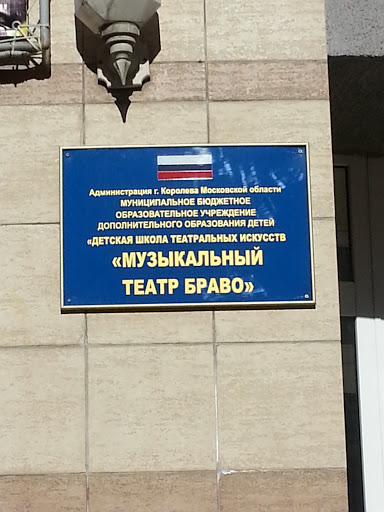 Администрация г. Королева Московской области
МУНИЦИПАЛЬНОЕ БЮДЖЕТНОЕ
ОБРАЗОВАТЕЛЬНОЕ УЧРЕЖДЕНИЕ
ДОПОЛНИТЕЛЬНОГО ОБРАЗОВАНИЯ ДЕТЕЙ
«ДЕТСКАЯ ШКОЛА ТЕАТРАЛЬНЫХ ИСКУССТВ
«МУЗЫКАЛЬНЫЙ
ТЕАТР БРАВО»